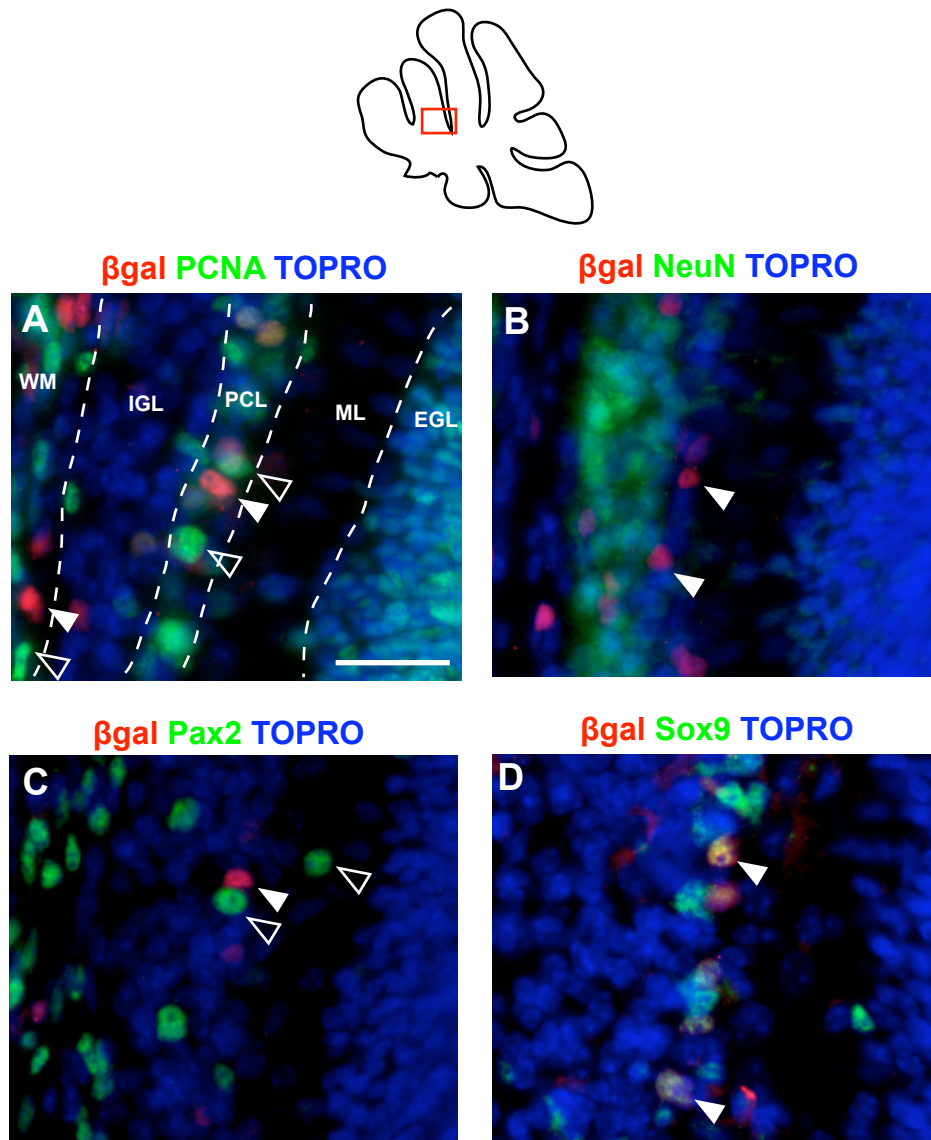 βgal PCNA TOPRO
A
WM
IGL
PCL
ML
EGL
βgal NeuN TOPRO
B
βgal Pax2 TOPRO
C
βgal Sox9 TOPRO
D